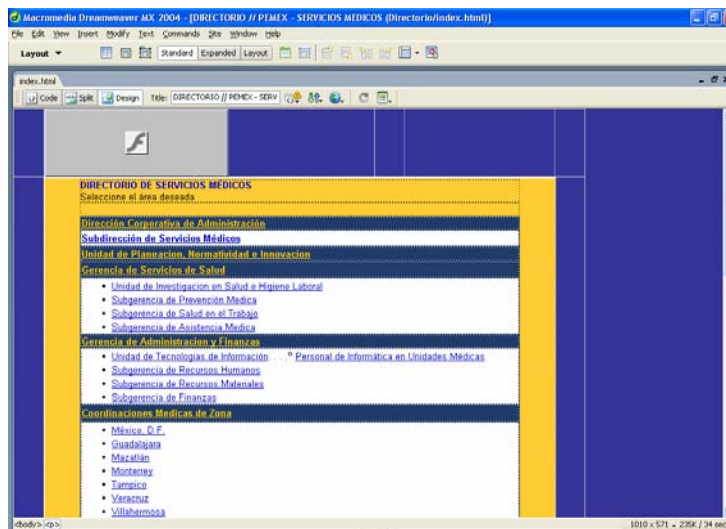 Macromedia Dreamweaver MX 2004 - [DIRECTORIO // PEMEX - SERVICIOS MEDICOS (Directorio/index.html)]
File Edit View Insert Modify Text Commands Site Window Help
Layout Standard Expanded Layout
index.html
Code Split Design Title: DIRECTORIO // PEMEX - SERV
DIRECTORIO DE SERVICIOS MÉDICOS
Seleccione el área deseada
Dirección Corporativa de Administración
Subdirección de Servicios Médicos
Unidad de Planeacion, Normatividad e Innovacion
Gerencia de Servicios de Salud
• Unidad de Investigacion en Salud e Higiene Laboral
• Subgerencia de Prevención Medica
• Subgerencia de Salud en el Trabajo
• Subgerencia de Asistencia Medica
Gerencia de Administracion y Finanzas
• Unidad de Tecnologias de Información. . . .° Personal de Informática en Unidades Médicas
• Subgerencia de Recursos Humanos
• Subgerencia de Recursos Materiales
• Subgerencia de Finanzas
Coordinaciones Medicas de Zona
• México, D.F.
• Guadalajara
• Mazatlán
• Monterrey
• Tampico
• Veracruz
• Villahermosa
<body> <p> 1010 x 571 235K / 34 sec